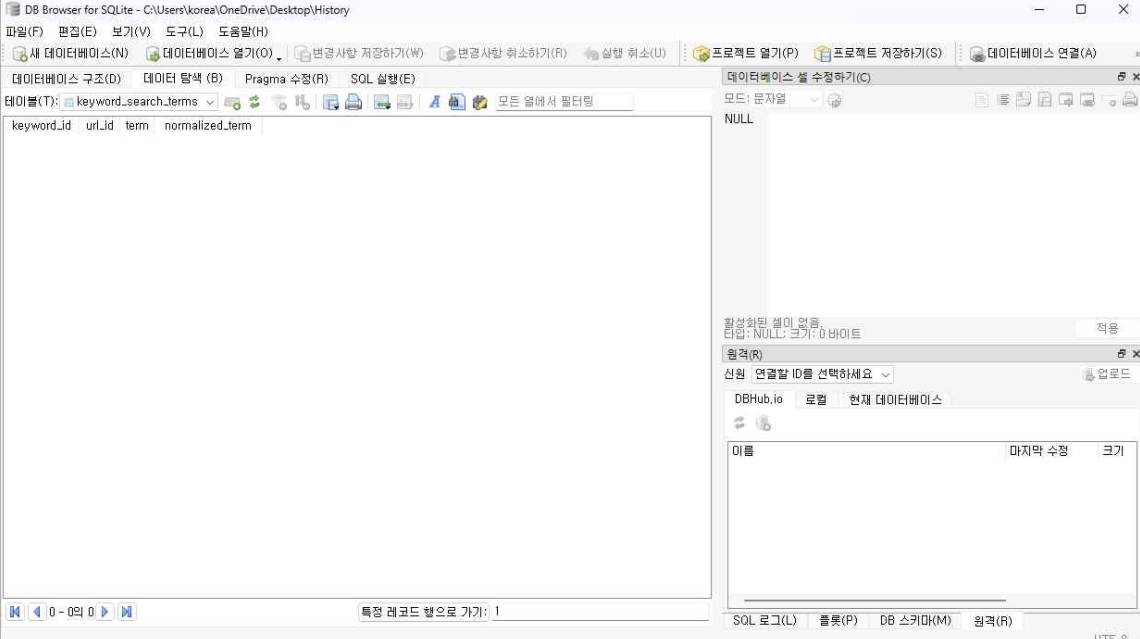 DB Browser for SQLite - C:\Users\korea\OneDrive\Desktop\History
파일(F) 편집(E) 보기(V) 도구(L) 도움말(H)
새 데이터베이스(N) 데이터베이스 열기(O) 변경사항 저장하기(W) 변경사항 취소하기(R) 실행 취소(U) 프로젝트 열기(P) 프로젝트 저장하기(S) 데이터베이스 연결(A) »
데이터베이스 구조(D) 데이터 탐색 (B) Pragma 수정(R) SQL 실행(E)
테이블(T): keyword_search_terms 모든 열에서 필터링
keyword_id url_id term normalized_term
0 - 0의 0 특정 레코드 행으로 가기: 1
데이터베이스 셀 수정하기(C)
모드: 문자열
NULL
활성화된 셀이 없음.
타입: NULL; 크기: 0 바이트
적용
원격(R)
신원 연결할 ID를 선택하세요 업로드
DBHub.io 로컬 현재 데이터베이스
이름 마지막 수정 크기
SQL 로그(L) 플롯(P) DB 스키마(M) 원격(R)